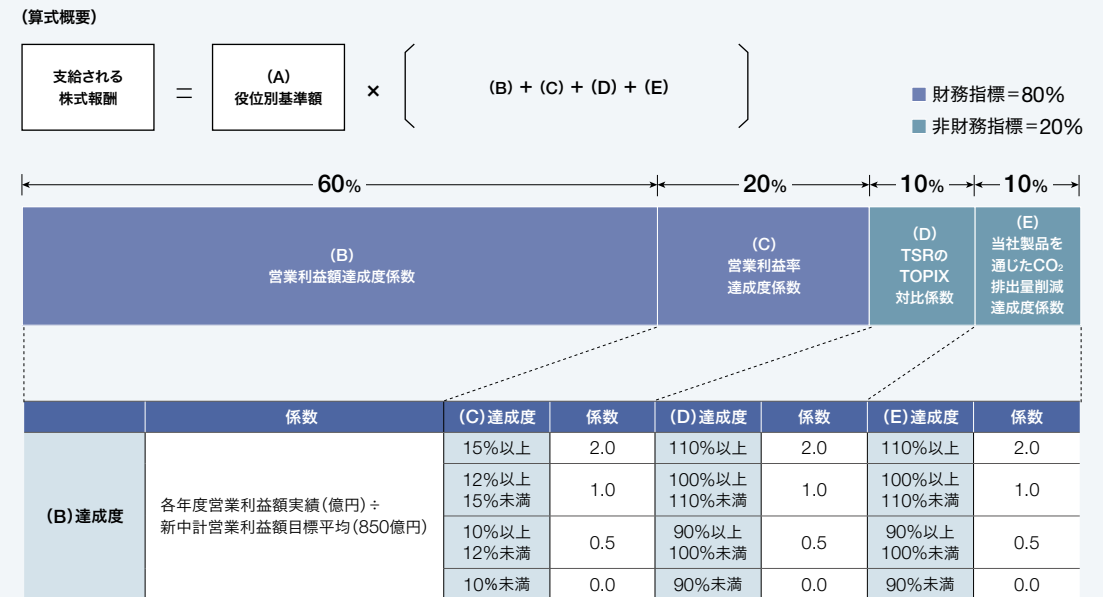 (算式概要)
支給される
株式報酬
=
(A)
役位別基準額
×
(B)+(C)+(D)+(E)
■ 財務指標=80%
■ 非財務指標=20%
60%
20%
10%
10%
(B)
営業利益額達成度係数
(C)
営業利益率
達成度係数
(D)
TSRの
TOPIX
対比係数
(E)
当社製品を
通じたCO₂
排出量削減
達成度係数
係数
(C)達成度
係数
(D)達成度
係数
(E)達成度
係数
(B)達成度
各年度営業利益額実績(億円)÷
新中計営業利益額目標平均(850億円)
15%以上
2.0
110%以上
2.0
110%以上
2.0
12%以上
15%未満
1.0
100%以上
110%未満
1.0
100%以上
110%未満
1.0
10%以上
12%未満
0.5
90%以上
100%未満
0.5
90%以上
100%未満
0.5
10%未満
0.0
90%未満
0.0
90%未満
0.0